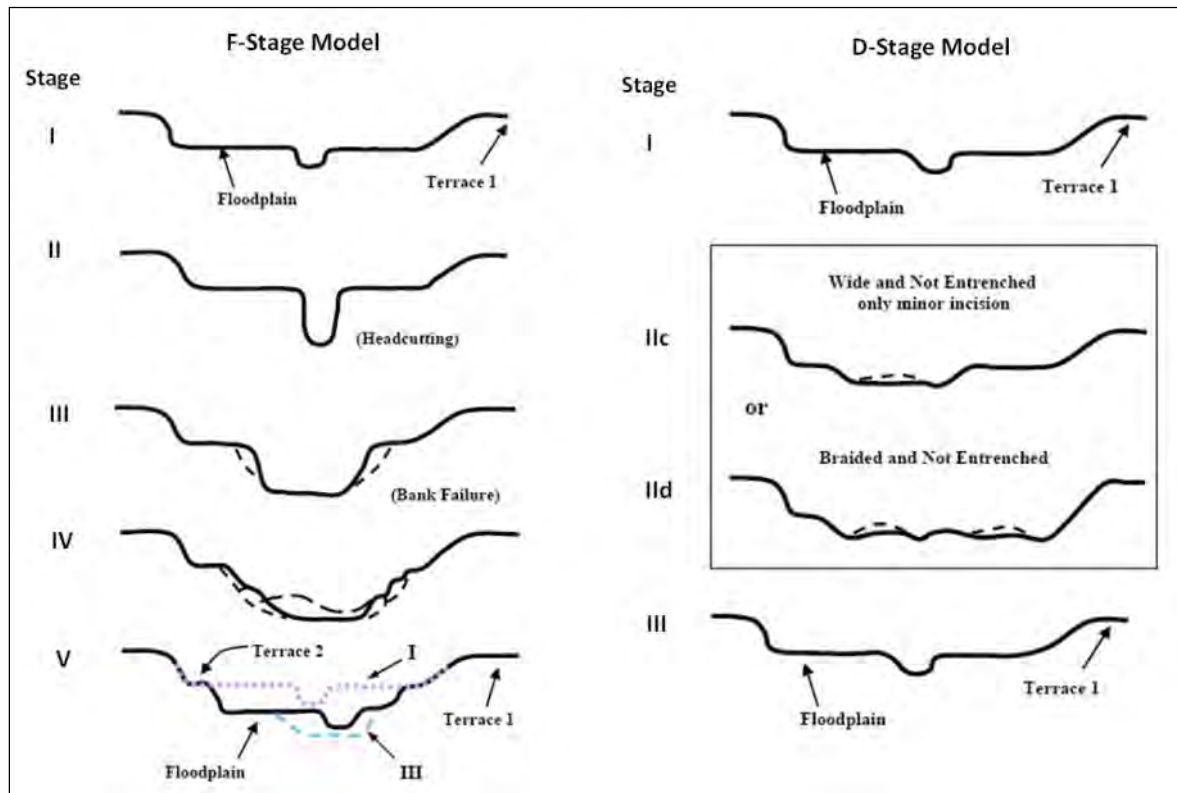 F-Stage Model
Stage
I
Floodplain
Terrace 1
II
(Headcutting)
III
(Bank Failure)
IV
V
Terrace 2
I
Terrace 1
Floodplain
III
D-Stage Model
Stage
I
Floodplain
Terrace 1
Wide and Not Entrenched
only minor incision
IIc
or
Braided and Not Entrenched
IId
III
Terrace 1
Floodplain